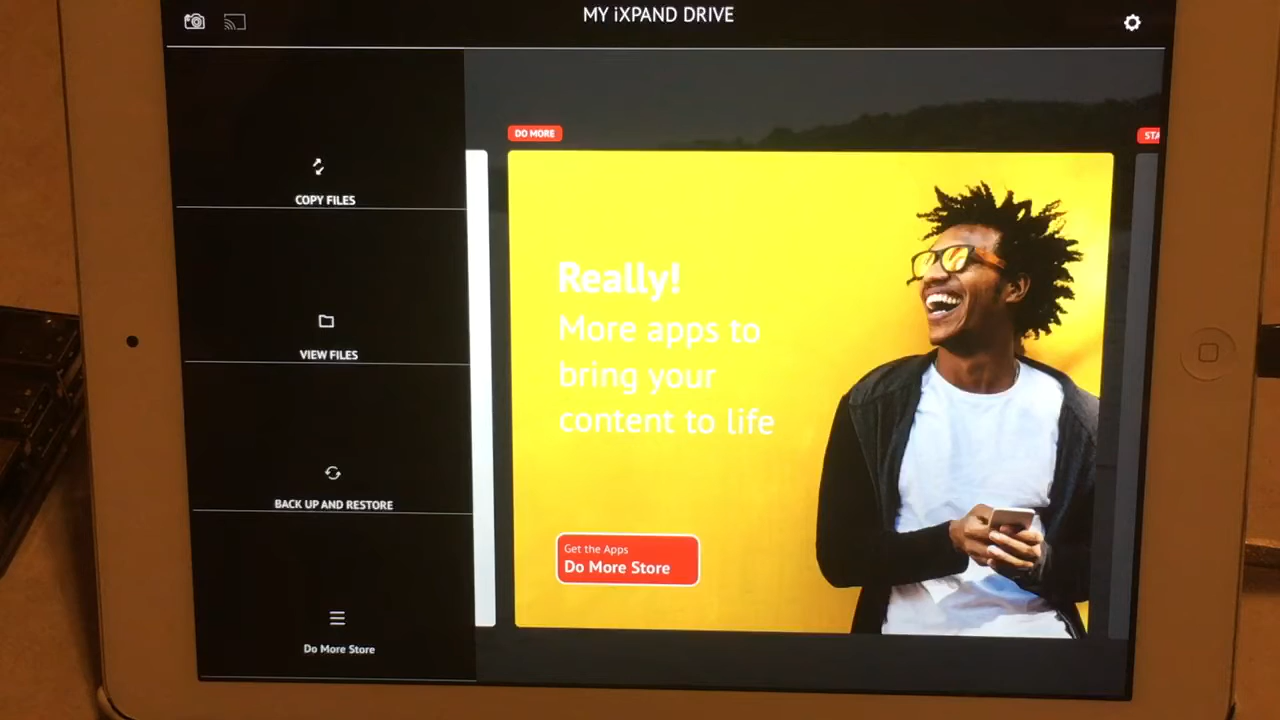 MY iXPAND DRIVE
COPY FILES
VIEW FILES
BACK UP AND RESTORE
Do More Store
DO MORE
Really!
More apps to
bring your
content to life
Get the Apps
Do More Store
STA